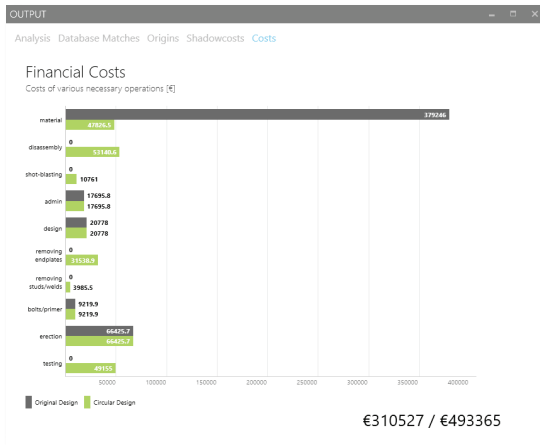 OUTPUT
Analysis Database Matches Origins Shadowcosts Costs
Financial Costs
Costs of various necessary operations [€]
material
379246
47826.5
disassembly
0
53140.6
shot-blasting
0
10761
admin
17695.8
17695.8
design
20778
20778
removing
endplates
0
31538.9
removing
studs/welds
0
3985.5
bolts/primer
9219.9
9219.9
erection
66425.7
66425.7
testing
0
49155
50000 100000 150000 200000 250000 300000 350000 400000
Original Design Circular Design
€310527 / €493365